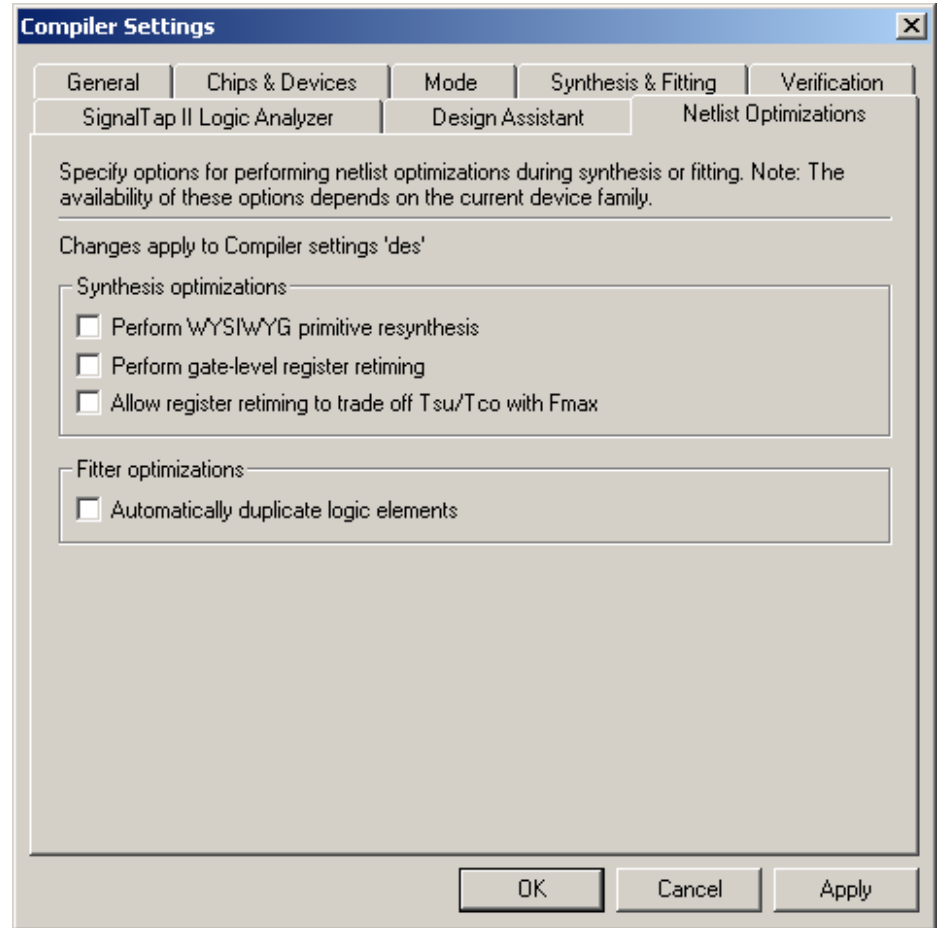 Compiler Settings
General
Chips & Devices
Mode
Synthesis & Fitting
Verification
SignalTap II Logic Analyzer
Design Assistant
Netlist Optimizations
Specify options for performing netlist optimizations during synthesis or fitting. Note: The
availability of these options depends on the current device family.
Changes apply to Compiler settings 'des'
Synthesis optimizations
Perform WYSIWYG primitive resynthesis
Perform gate-level register retiming
Allow register retiming to trade off Tsu/Tco with Fmax
Fitter optimizations
Automatically duplicate logic elements
OK
Cancel
Apply